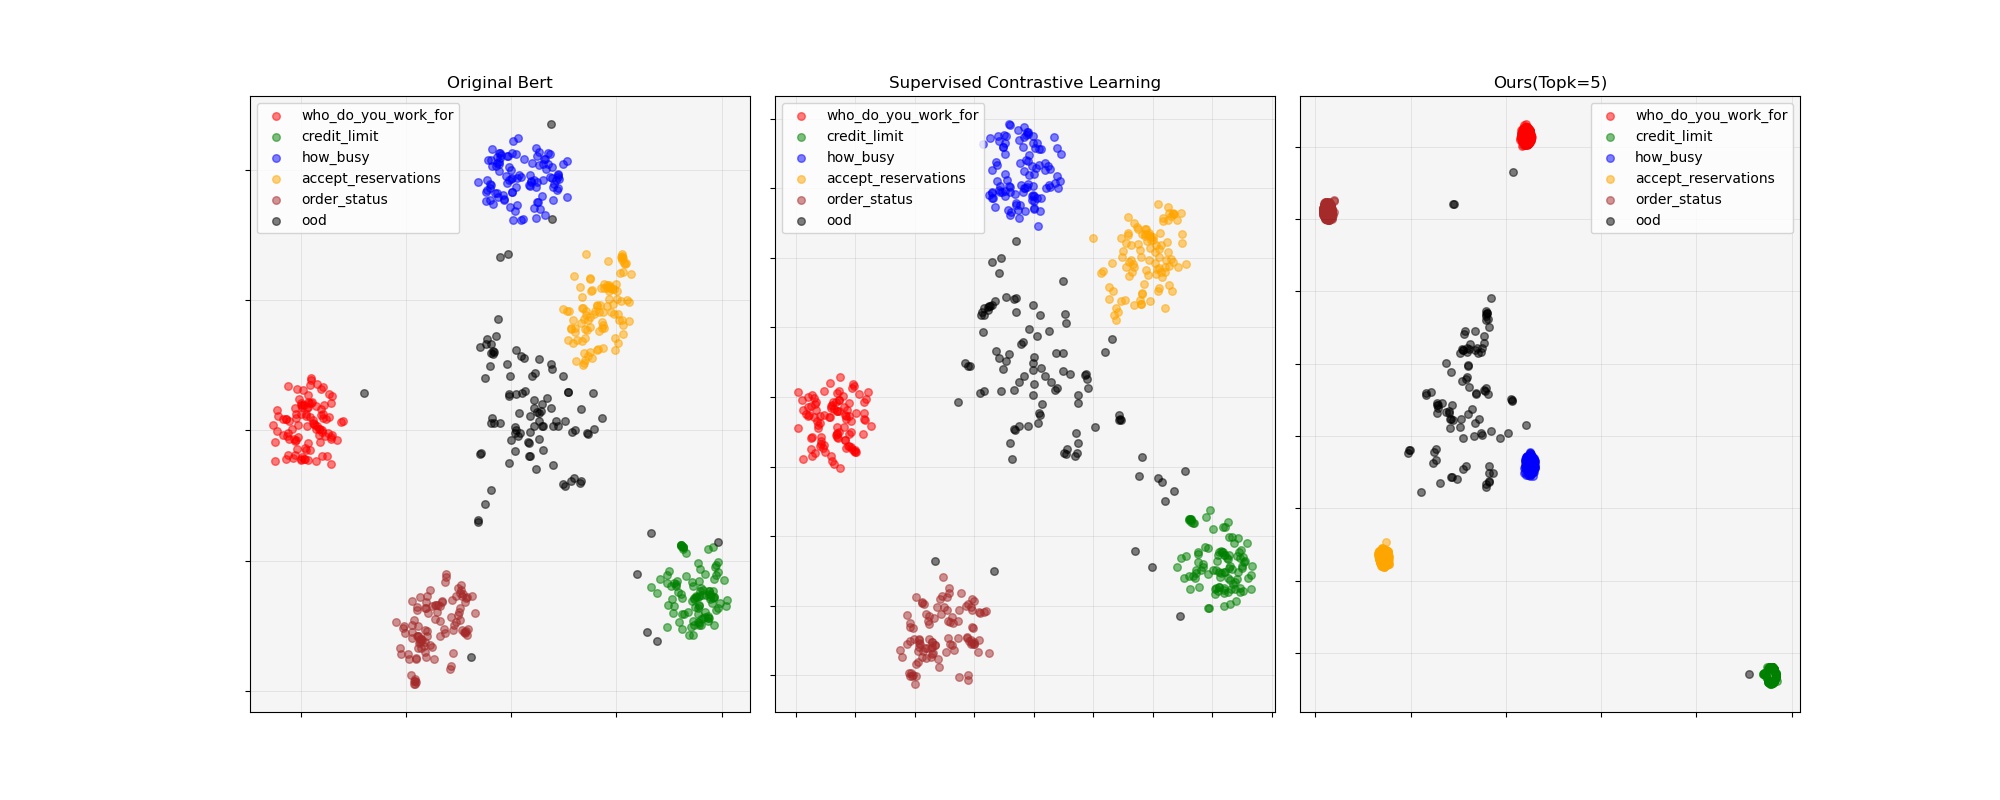 Original Bert
who_do_you_work_for
credit_limit
how_busy
accept_reservations
order_status
ood
Supervised Contrastive Learning
who_do_you_work_for
credit_limit
how_busy
accept_reservations
order_status
ood
Ours(Topk=5)
who_do_you_work_for
credit_limit
how_busy
accept_reservations
order_status
ood